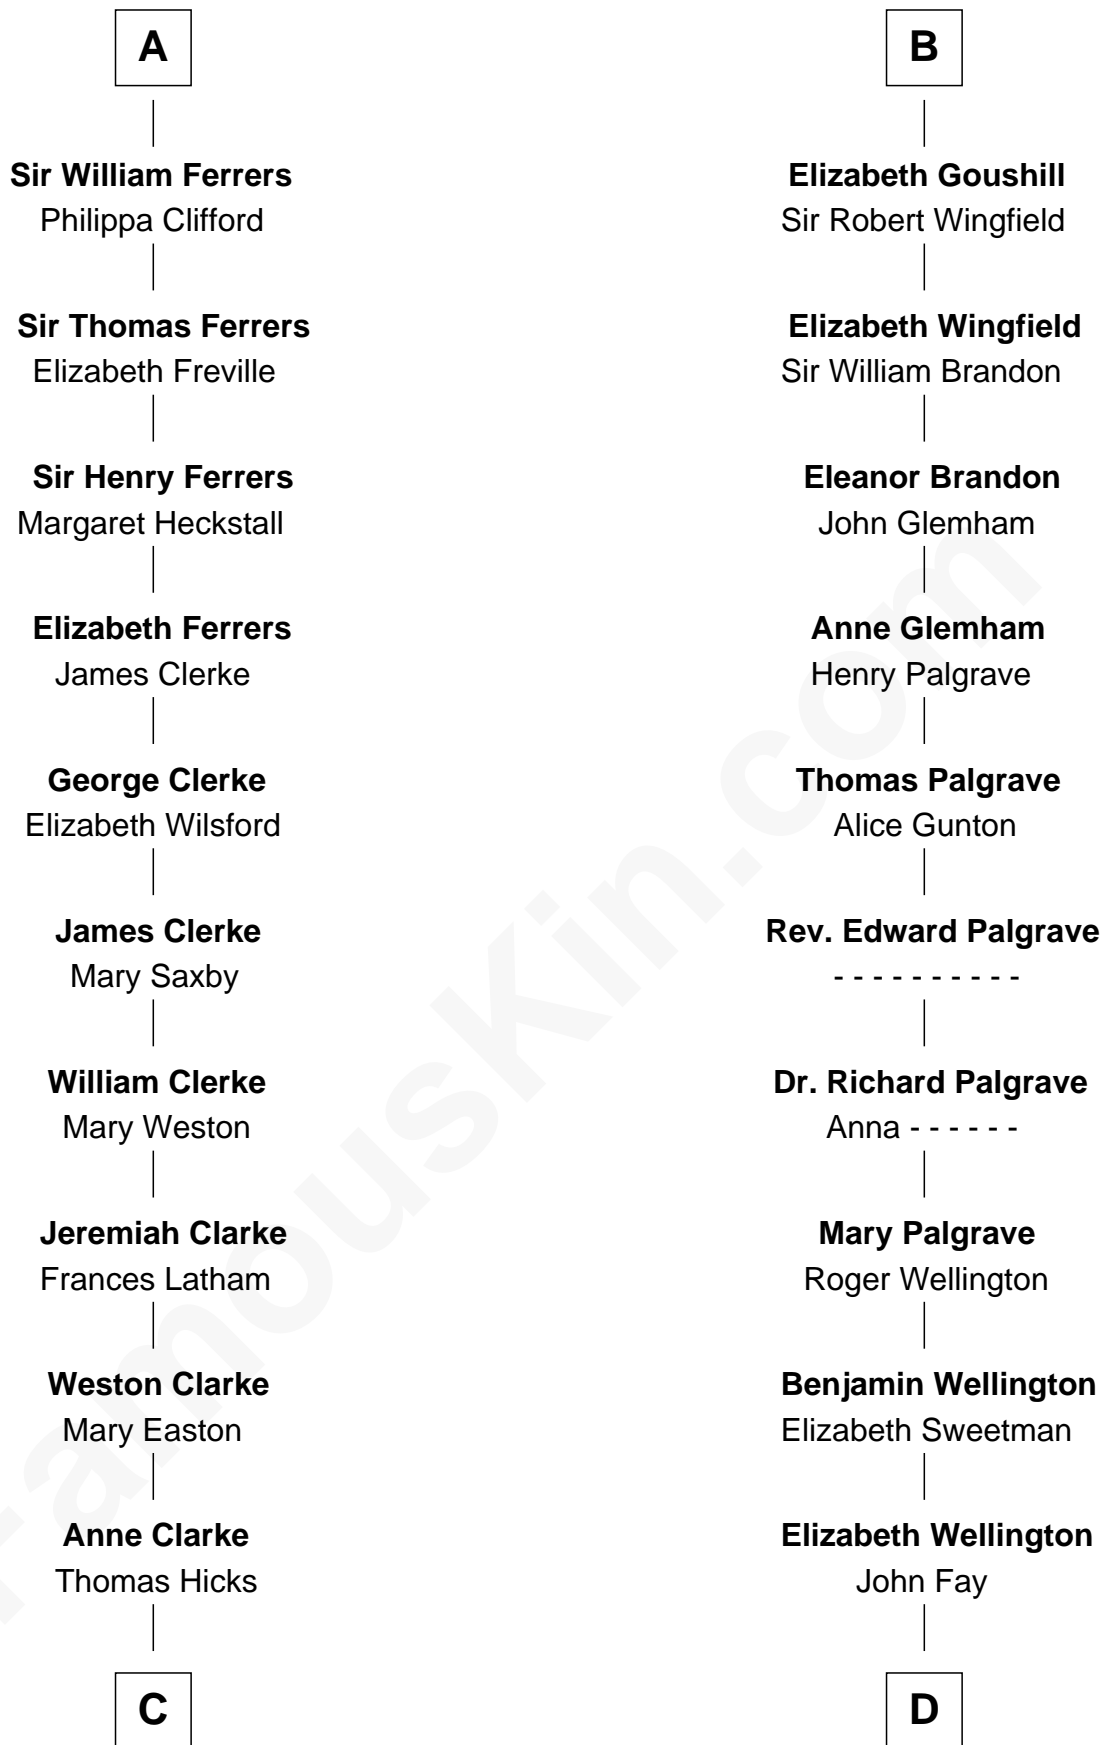 A
Sir William Ferrers
Philippa Clifford
Sir Thomas Ferrers
Elizabeth Freville
Sir Henry Ferrers
Margaret Heckstall
Elizabeth Ferrers
James Clerke
George Clerke
Elizabeth Wilsford
James Clerke
Mary Saxby
William Clerke
Mary Weston
Jeremiah Clarke
Frances Latham
Weston Clarke
Mary Easton
Anne Clarke
Thomas Hicks
C
B
Elizabeth Goushill
Sir Robert Wingfield
Elizabeth Wingfield
Sir William Brandon
Eleanor Brandon
John Glemham
Anne Glemham
Henry Palgrave
Thomas Palgrave
Alice Gunton
Rev. Edward Palgrave
- - - - - - - - - -
Dr. Richard Palgrave
Anna - - - - - -
Mary Palgrave
Roger Wellington
Benjamin Wellington
Elizabeth Sweetman
Elizabeth Wellington
John Fay
D
FamousKin.com